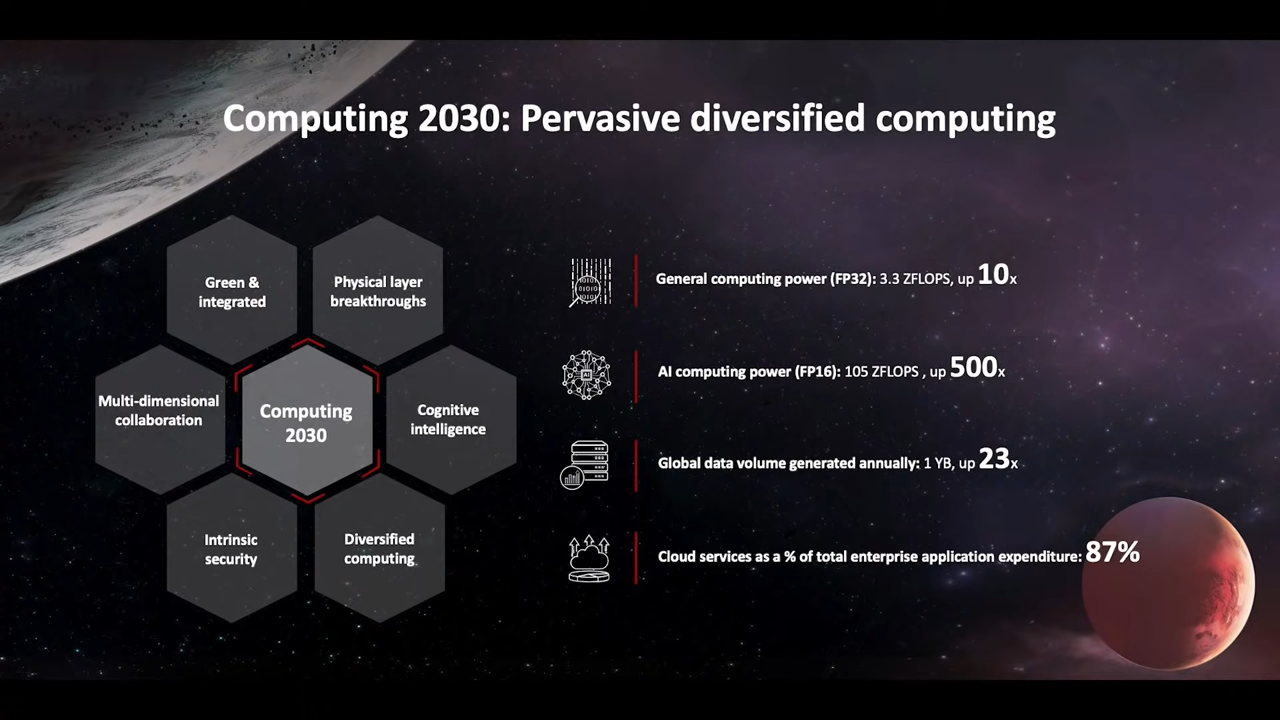 Computing 2030: Pervasive diversified computing
Green &
integrated
Physical layer
breakthroughs
Multi-dimensional
collaboration
Computing
2030
Cognitive
intelligence
Intrinsic
security
Diversified
computing
General computing power (FP32): 3.3 ZFLOPS, up 10x
AI
AI computing power (FP16): 105 ZFLOPS , up 500x
Global data volume generated annually: 1 YB, up 23x
Cloud services as a % of total enterprise application expenditure: 87%